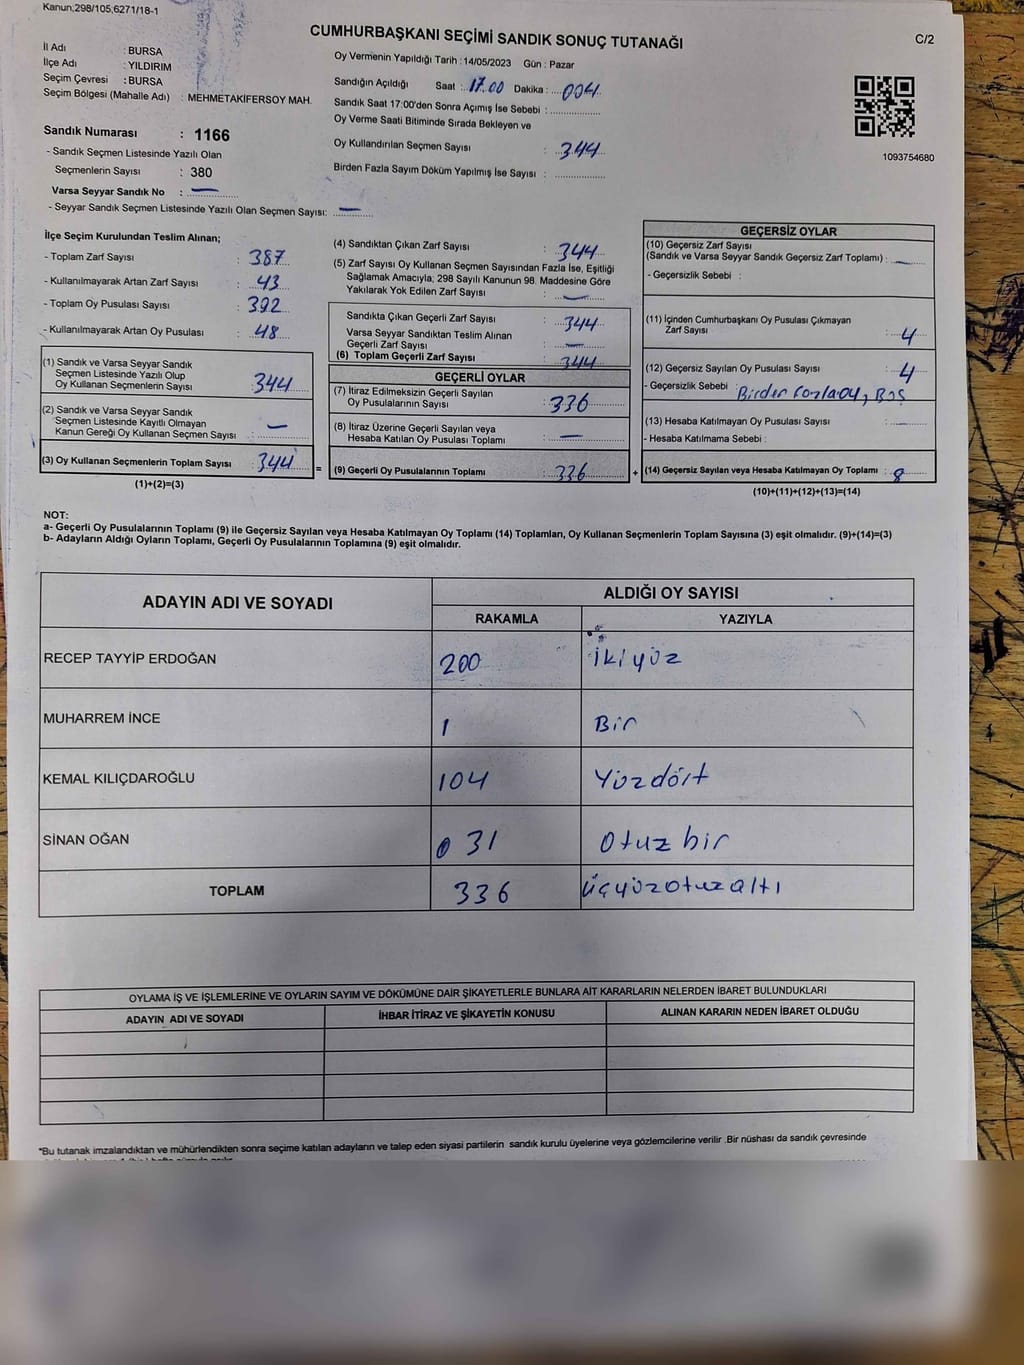 Kanun;298/105,6271/18-1
CUMHURBAŞKANI SEÇİMİ SANDIK SONUÇ TUTANAĞI
C/2
İl Adı : BURSA
İlçe Adı : YILDIRIM
Seçim Çevresi : BURSA
Seçim Bölgesi (Mahalle Adı) : MEHMETAKİFERSOY MAH.
Sandık Numarası : 1166
- Sandık Seçmen Listesinde Yazılı Olan
Seçmenlerin Sayısı : 380
Varsa Seyyar Sandık No : —
- Seyyar Sandık Seçmen Listesinde Yazılı Olan Seçmen Sayısı: —
Oy Vermenin Yapıldığı Tarih :14/05/2023 Gün : Pazar
Sandığın Açıldığı Saat : 17.00 Dakika : 004
Sandık Saat 17:00'den Sonra Açımış İse Sebebi :
Oy Verme Saati Bitiminde Sırada Bekleyen ve
Oy Kullandırılan Seçmen Sayısı : 344
Birden Fazla Sayım Döküm Yapılmış İse Sayısı :
1093754680
İlçe Seçim Kurulundan Teslim Alınan;
- Toplam Zarf Sayısı : 387
- Kullanılmayarak Artan Zarf Sayısı : 43
- Toplam Oy Pusulası Sayısı : 392
- Kullanılmayarak Artan Oy Pusulası : 48
(1) Sandık ve Varsa Seyyar Sandık
Seçmen Listesinde Yazılı Olup
Oy Kullanan Seçmenlerin Sayısı : 344
(2) Sandık ve Varsa Seyyar Sandık
Seçmen Listesinde Kayıtlı Olmayan
Kanun Gereği Oy Kullanan Seçmen Sayısı : —
(3) Oy Kullanan Seçmenlerin Toplam Sayısı : 344 =
(1)+(2)=(3)
(4) Sandıktan Çıkan Zarf Sayısı : 344
(5) Zarf Sayısı Oy Kullanan Seçmen Sayısından Fazla İse, Eşitliği
Sağlamak Amacıyla; 298 Sayılı Kanunun 98. Maddesine Göre
Yakılarak Yok Edilen Zarf Sayısı : —
Sandıkta Çıkan Geçerli Zarf Sayısı : 344
Varsa Seyyar Sandıktan Teslim Alınan
Geçerli Zarf Sayısı : —
(6) Toplam Geçerli Zarf Sayısı : 344
GEÇERLİ OYLAR
(7) İtiraz Edilmeksizin Geçerli Sayılan
Oy Pusulalarının Sayısı : 336
(8) İtiraz Üzerine Geçerli Sayılan veya
Hesaba Katılan Oy Pusulası Toplamı : —
(9) Geçerli Oy Pusulalarının Toplamı : 336 +
GEÇERSİZ OYLAR
(10) Geçersiz Zarf Sayısı
(Sandık ve Varsa Seyyar Sandık Geçersiz Zarf Toplamı) : —
- Geçersizlik Sebebi :
(11) İçinden Cumhurbaşkanı Oy Pusulası Çıkmayan
Zarf Sayısı : 4
(12) Geçersiz Sayılan Oy Pusulası Sayısı : 4
- Geçersizlik Sebebi : Birden Fazla oy, Boş
(13) Hesaba Katılmayan Oy Pusulası Sayısı : —
- Hesaba Katılmama Sebebi :
(14) Geçersiz Sayılan veya Hesaba Katılmayan Oy Toplamı : 8
(10)+(11)+(12)+(13)=(14)
NOT:
a- Geçerli Oy Pusulalarının Toplamı (9) ile Geçersiz Sayılan veya Hesaba Katılmayan Oy Toplamı (14) Toplamları, Oy Kullanan Seçmenlerin Toplam Sayısına (3) eşit olmalıdır. (9)+(14)=(3)
b- Adayların Aldığı Oyların Toplamı, Geçerli Oy Pusulalarının Toplamına (9) eşit olmalıdır.
ADAYIN ADI VE SOYADI ALDIĞI OY SAYISI
RAKAMLA YAZIYLA
RECEP TAYYİP ERDOĞAN 200 İkiyüz
MUHARREM İNCE 1 Bir
KEMAL KILIÇDAROĞLU 104 Yüzdört
SİNAN OĞAN 031 Otuz bir
TOPLAM 336 üçyüzotuzaltı
OYLAMA İŞ VE İŞLEMLERİNE VE OYLARIN SAYIM VE DÖKÜMÜNE DAİR ŞİKAYETLERLE BUNLARA AİT KARARLARIN NELERDEN İBARET BULUNDUKLARI
ADAYIN ADI VE SOYADI İHBAR İTİRAZ VE ŞİKAYETİN KONUSU ALINAN KARARIN NEDEN İBARET OLDUĞU
*Bu tutanak imzalandıktan ve mühürlendikten sonra seçime katılan adayların ve talep eden siyasi partilerin sandık kurulu üyelerine veya gözlemcilerine verilir .Bir nüshası da sandık çevresinde